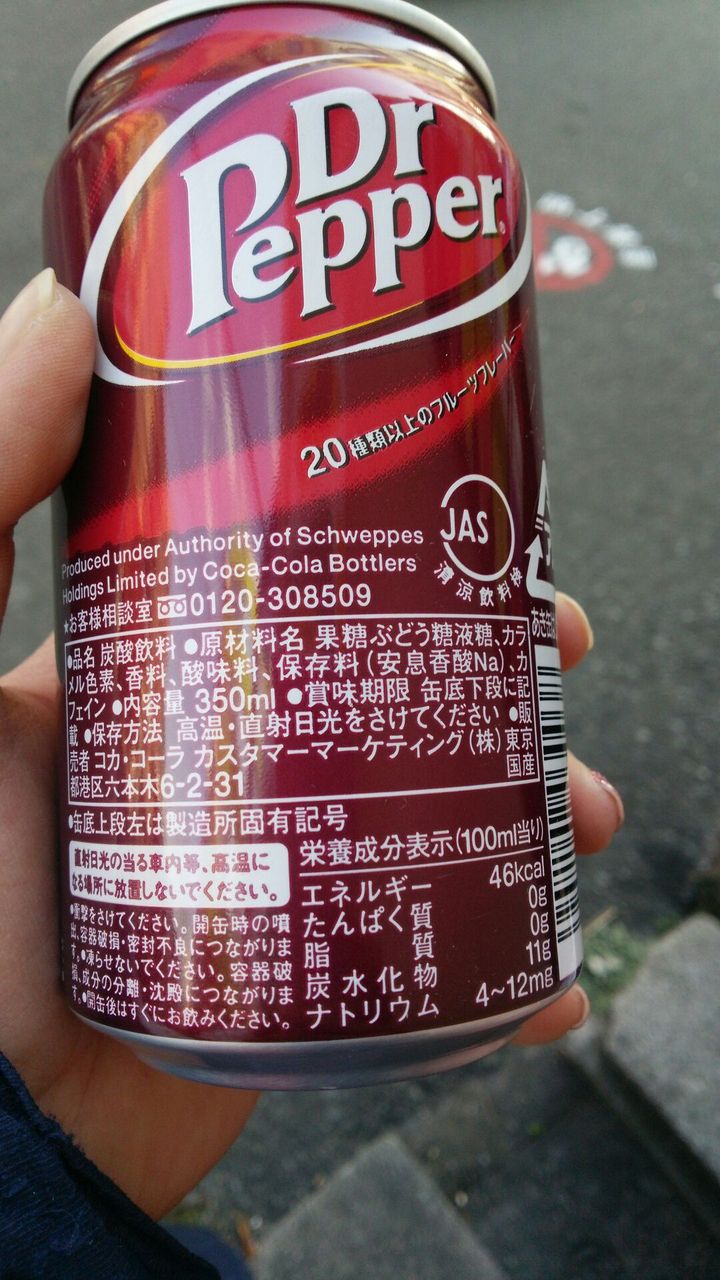 Dr
Pepper
20種類以上のフルーツフレーバー
Produced under Authority of Schweppes
Holdings Limited by Coca-Cola Bottlers
JAS
清涼飲料
★お客様相談室 0120-308509
あき缶は
●品名 炭酸飲料 ●原材料名 果糖ぶどう糖液糖、カラ
メル色素、香料、酸味料、保存料(安息香酸Na)、カ
フェイン ●内容量 350ml ●賞味期限 缶底下段に記
載 ●保存方法 高温・直射日光をさけてください ●販
売者 コカ・コーラ カスタマーマーケティング(株) 東京
都港区六本木6-2-31
国産
●缶底上段左は製造所固有記号
直射日光の当る車内等、高温に
なる場所に放置しないでください。
●衝撃をさけてください。開缶時の噴
出、容器破損・密封不良につながりま
す。●凍らせないでください。容器破
損、成分の分離・沈殿につながりま
す。●開缶後はすぐにお飲みください。
栄養成分表示(100ml当り)
エネルギー 46kcal
たんぱく質 0g
脂質 0g
炭水化物 11g
ナトリウム 4~12mg